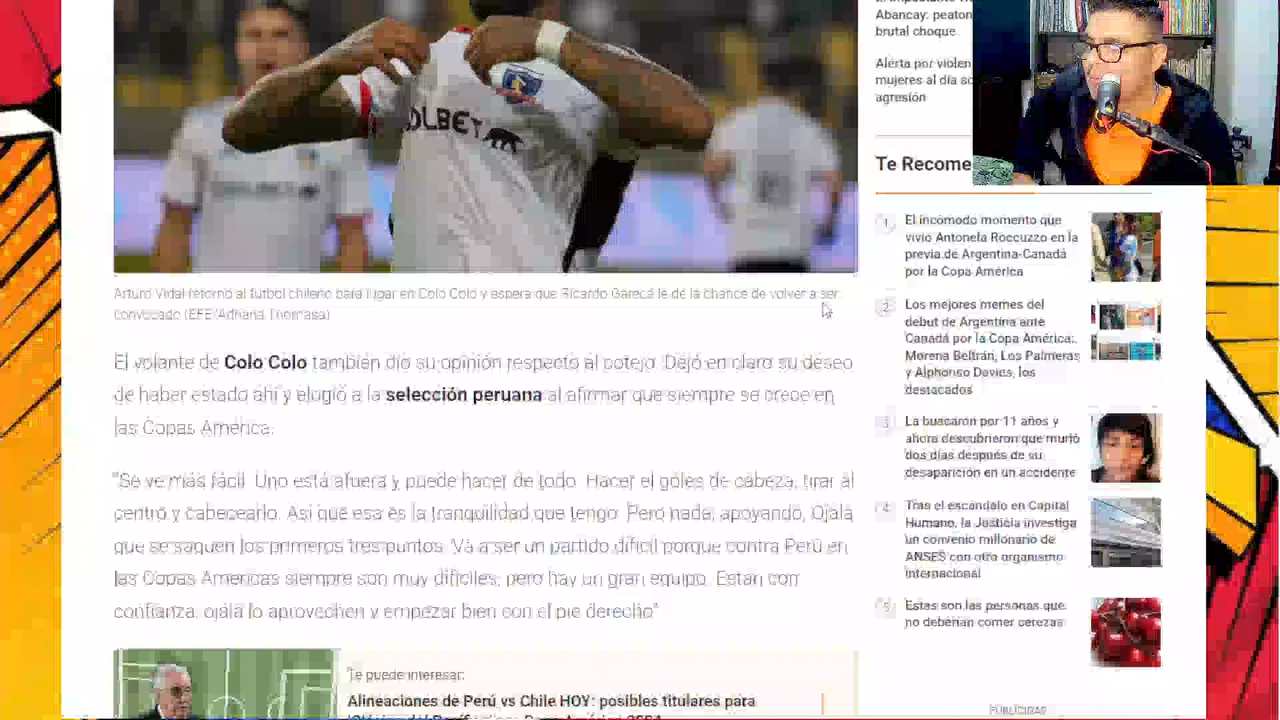 OLBET
Arturo Vidal retornó al fútbol chileno para jugar en Colo Colo y espera que Ricardo Gareca le dé la chance de volver a ser
convocado (EFE/Adriana Thomasa)
El volante de Colo Colo también dio su opinión respecto al cotejo. Dejó en claro su deseo
de haber estado ahí y elogió a la selección peruana al afirmar que siempre se crece en
las Copas América.
"Se ve más fácil. Uno está afuera y puede hacer de todo. Hacer el goles de cabeza, tirar al
centro y cabecearlo. Así que esa es la tranquilidad que tengo. Pero nada, apoyando, Ojalá
que se saquen los primeros tres puntos. Va a ser un partido difícil porque contra Perú en
las Copas Américas siempre son muy difíciles, pero hay un gran equipo. Están con
confianza, ojalá lo aprovechen y empezar bien con el pie derecho"
Te puede interesar:
Alineaciones de Perú vs Chile HOY: posibles titulares para
Abancay: peaton
brutal choque
Alerta por violen
mujeres al día so
agresión
Te Recome
1 El incómodo momento que
vivió Antonela Roccuzzo en la
previa de Argentina-Canadá
por la Copa América
2 Los mejores memes del
debut de Argentina ante
Canadá por la Copa América:
Morena Beltrán, Los Palmeras
y Alphonso Davies, los
destacados
3 La buscaron por 11 años y
ahora descubrieron que murió
dos días después de su
desaparición en un accidente
4 Tras el escándalo en Capital
Humano, la Justicia investiga
un convenio millonario de
ANSES con otro organismo
internacional
5 Estas son las personas que
no deberían comer cerezas
PUBLICIDAD